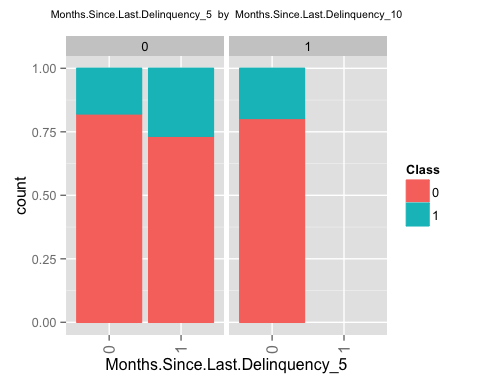 Months.Since.Last.Delinquency_5 by Months.Since.Last.Delinquency_10
0 1
1.00
0.75
0.50
0.25
0.00
count
0 1 0 1
Months.Since.Last.Delinquency_5
Class
0
1